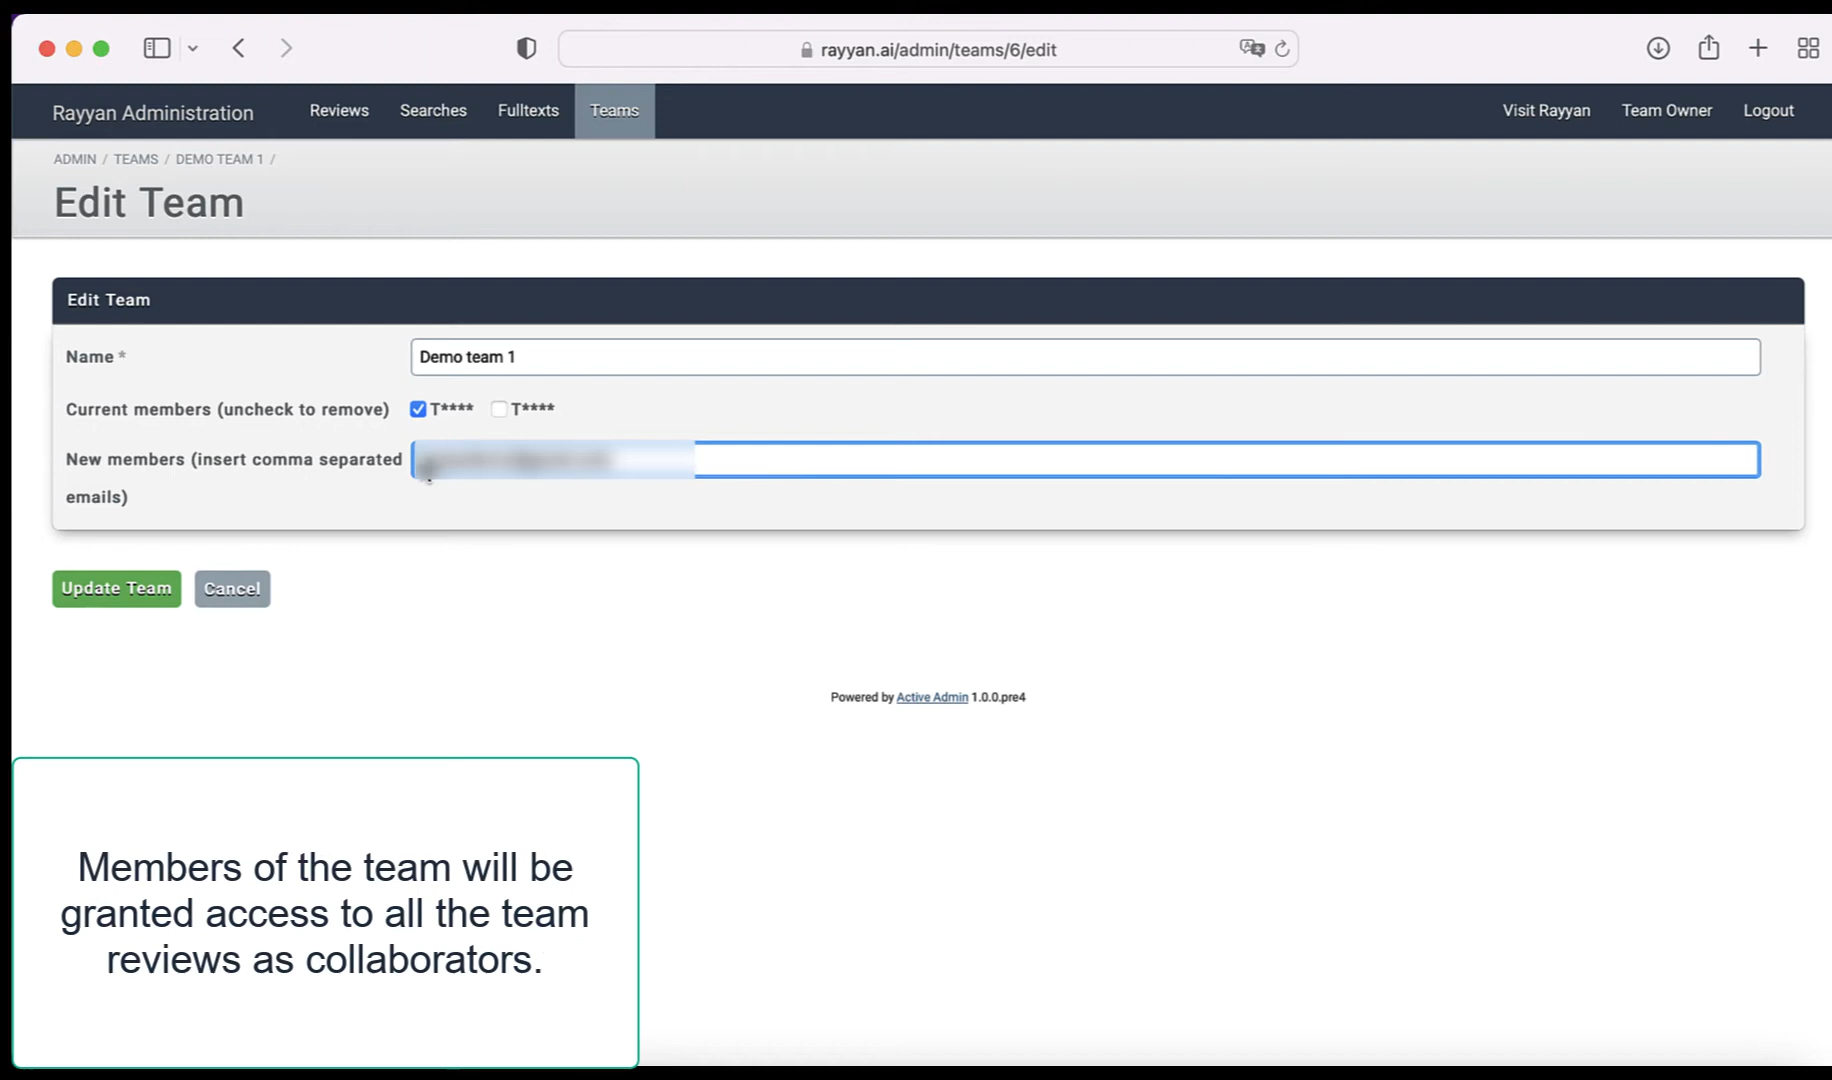 rayyan.ai/admin/teams/6/edit
Rayyan Administration Reviews Searches Fulltexts Teams Visit Rayyan Team Owner Logout
ADMIN / TEAMS / DEMO TEAM 1 /
Edit Team
Edit Team
Name * Demo team 1
Current members (uncheck to remove) T**** T****
New members (insert comma separated
emails)
Update Team Cancel
Powered by Active Admin 1.0.0.pre4
Members of the team will be
granted access to all the team
reviews as collaborators.